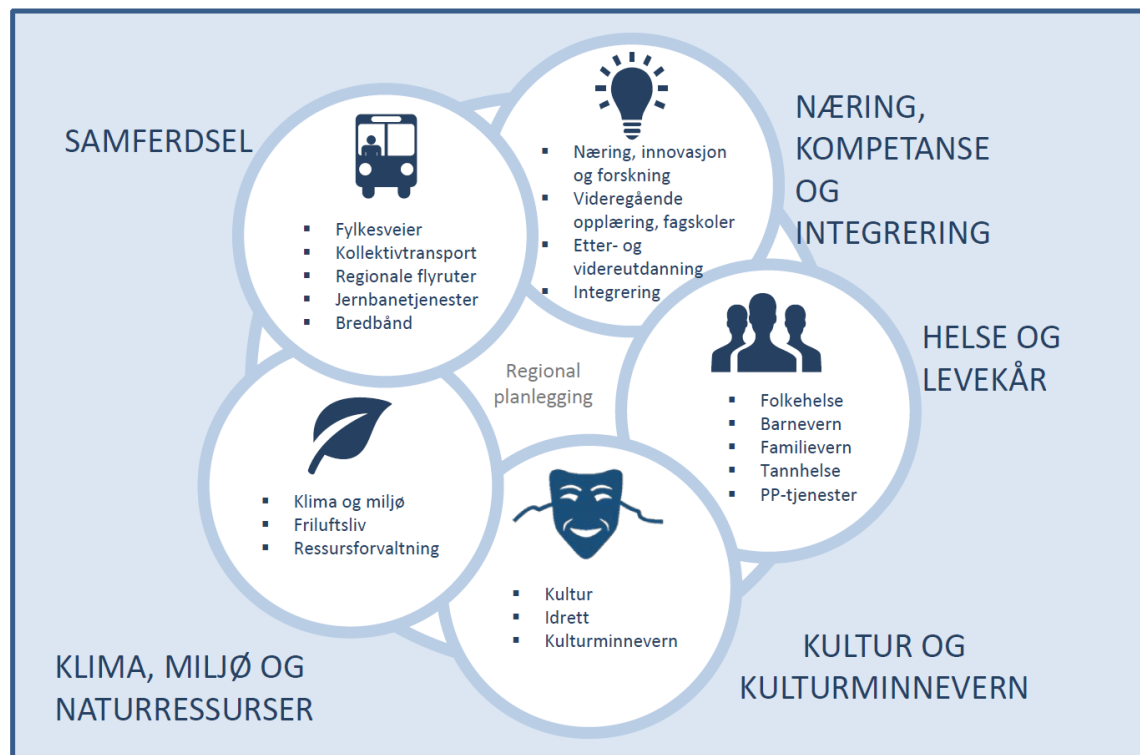 SAMFERDSEL
▪ Fylkesveier
▪ Kollektivtransport
▪ Regionale flyruter
▪ Jernbanetjenester
▪ Bredbånd
NÆRING,
KOMPETANSE
OG
INTEGRERING
▪ Næring, innovasjon
og forskning
▪ Videregående
opplæring, fagskoler
▪ Etter- og
videreutdanning
▪ Integrering
HELSE OG
LEVEKÅR
▪ Folkehelse
▪ Barnevern
▪ Familievern
▪ Tannhelse
▪ PP-tjenester
Regional
planlegging
▪ Klima og miljø
▪ Friluftsliv
▪ Ressursforvaltning
KLIMA, MILJØ OG
NATURRESSURSER
▪ Kultur
▪ Idrett
▪ Kulturminnevern
KULTUR OG
KULTURMINNEVERN